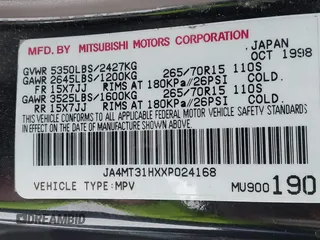 MFD BY MITSUBISHI MOTORS CORPORATION
JAPAN
GVWR 5350LBS/2427KG OCT 1998
GAWR 2645LBS/1200KG 265/70R15 110S
FR 15X7JJ RIMS AT 180KPA//26PSI COLD.
GAWR 3525LBS/1600KG 265/70R15 110S
RR 15X7JJ RIMS AT 180KPA//26PSI COLD.
THIS VEHICLE CONFORMS TO ALL APPLICABLE FEDERAL MOTOR VEHICLE SAFETY STANDARDS IN EFFECT ON THE DATE OF MANUFACTURE SHOWN ABOVE.
JA4MT31HXXP024168
VEHICLE TYPE:MPV MU900 190
DREAMBID